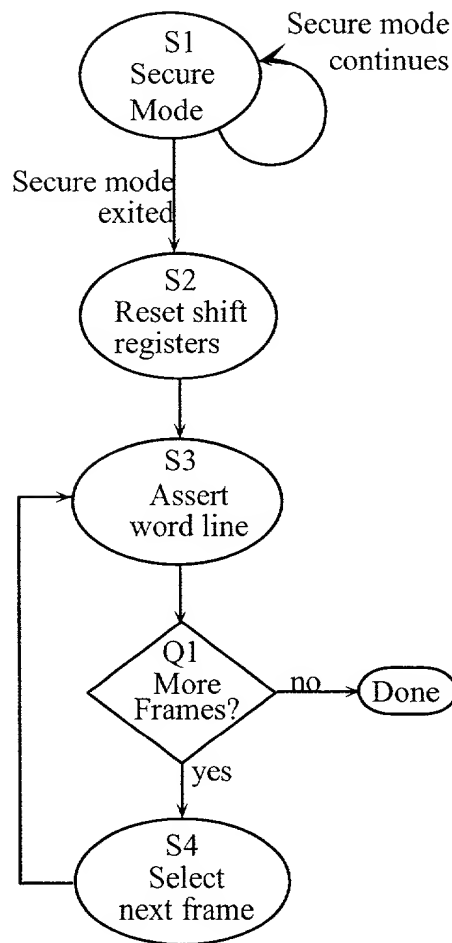 S1
Secure
Mode
Secure mode
continues
Secure mode
exited
S2
Reset shift
registers
S3
Assert
word line
Q1
More
Frames?
no
Done
yes
S4
Select
next frame